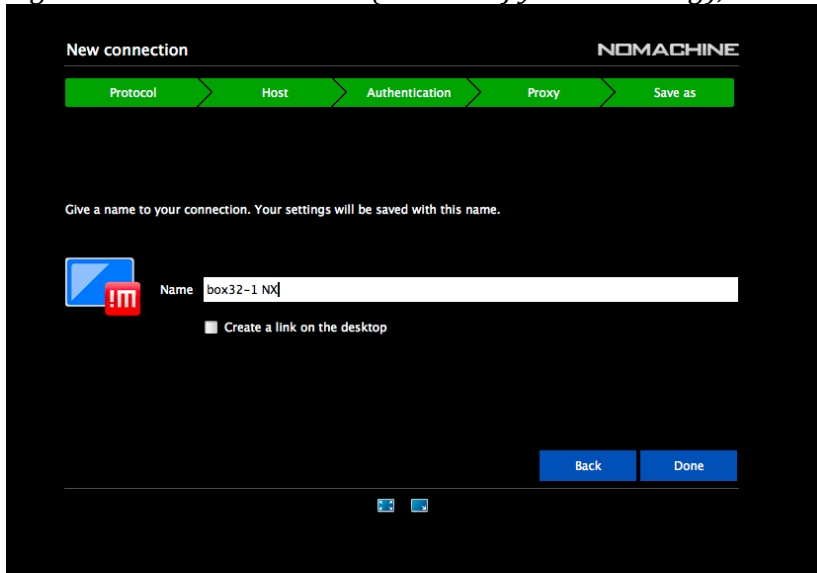 New connection
NOMACHINE
Protocol
Host
Authentication
Proxy
Save as
Give a name to your connection. Your settings will be saved with this name.
!m
Name
box32-1 NX
Create a link on the desktop
Back
Done